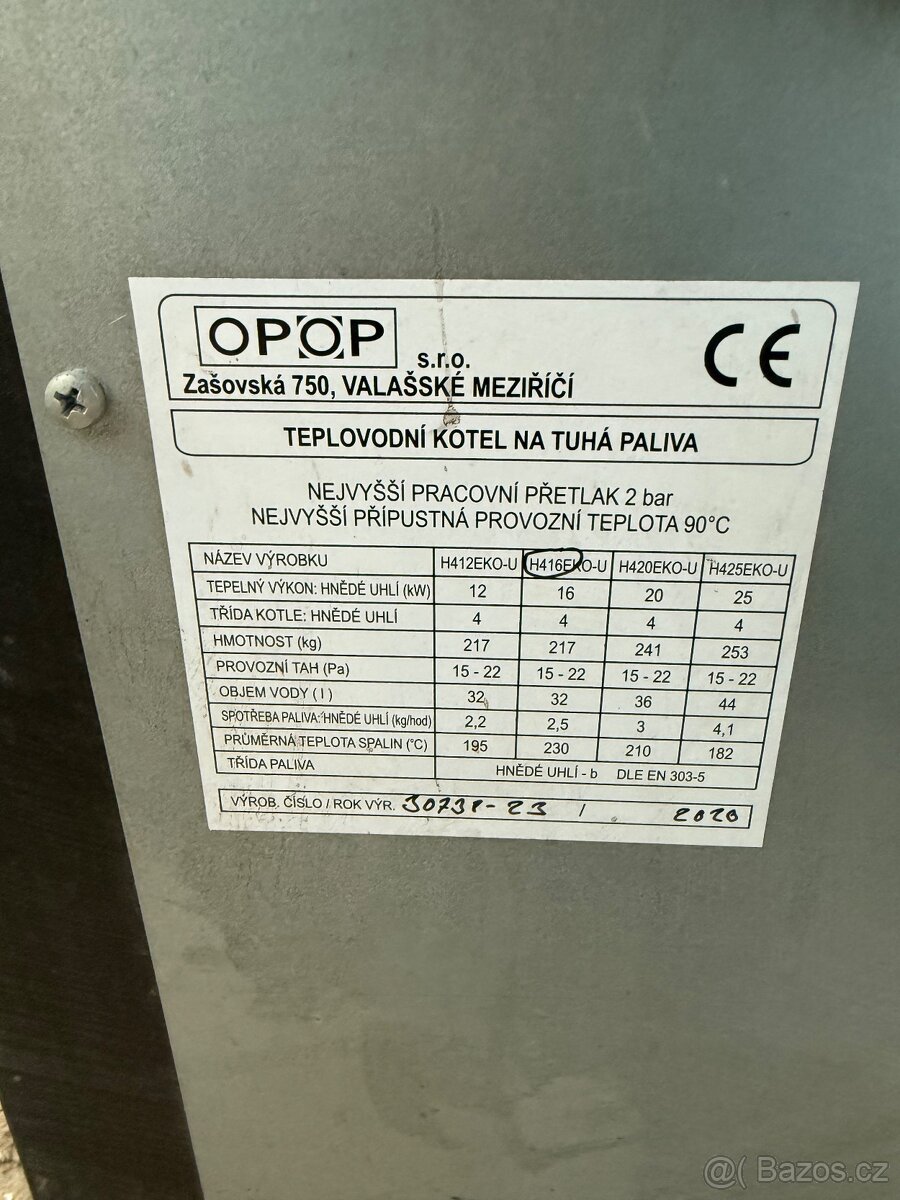 OPOP s.r.o.
CE
Zašovská 750, VALAŠSKÉ MEZIŘÍČÍ
TEPLOVODNÍ KOTEL NA TUHÁ PALIVA
NEJVYŠŠÍ PRACOVNÍ PŘETLAK 2 bar
NEJVYŠŠÍ PŘÍPUSTNÁ PROVOZNÍ TEPLOTA 90°C
NÁZEV VÝROBKU H412EKO-U H416EKO-U H420EKO-U H425EKO-U
TEPELNÝ VÝKON: HNĚDÉ UHLÍ (kW) 12 16 20 25
TŘÍDA KOTLE: HNĚDÉ UHLÍ 4 4 4 4
HMOTNOST (kg) 217 217 241 253
PROVOZNÍ TAH (Pa) 15 - 22 15 - 22 15 - 22 15 - 22
OBJEM VODY ( l ) 32 32 36 44
SPOTŘEBA PALIVA: HNĚDÉ UHLÍ (kg/hod) 2,2 2,5 3 4,1
PRŮMĚRNÁ TEPLOTA SPALIN (°C) 195 230 210 182
TŘÍDA PALIVA HNĚDÉ UHLÍ - b DLE EN 303-5
VÝROB. ČÍSLO / ROK VÝR. / 2020
@ Bazos.cz